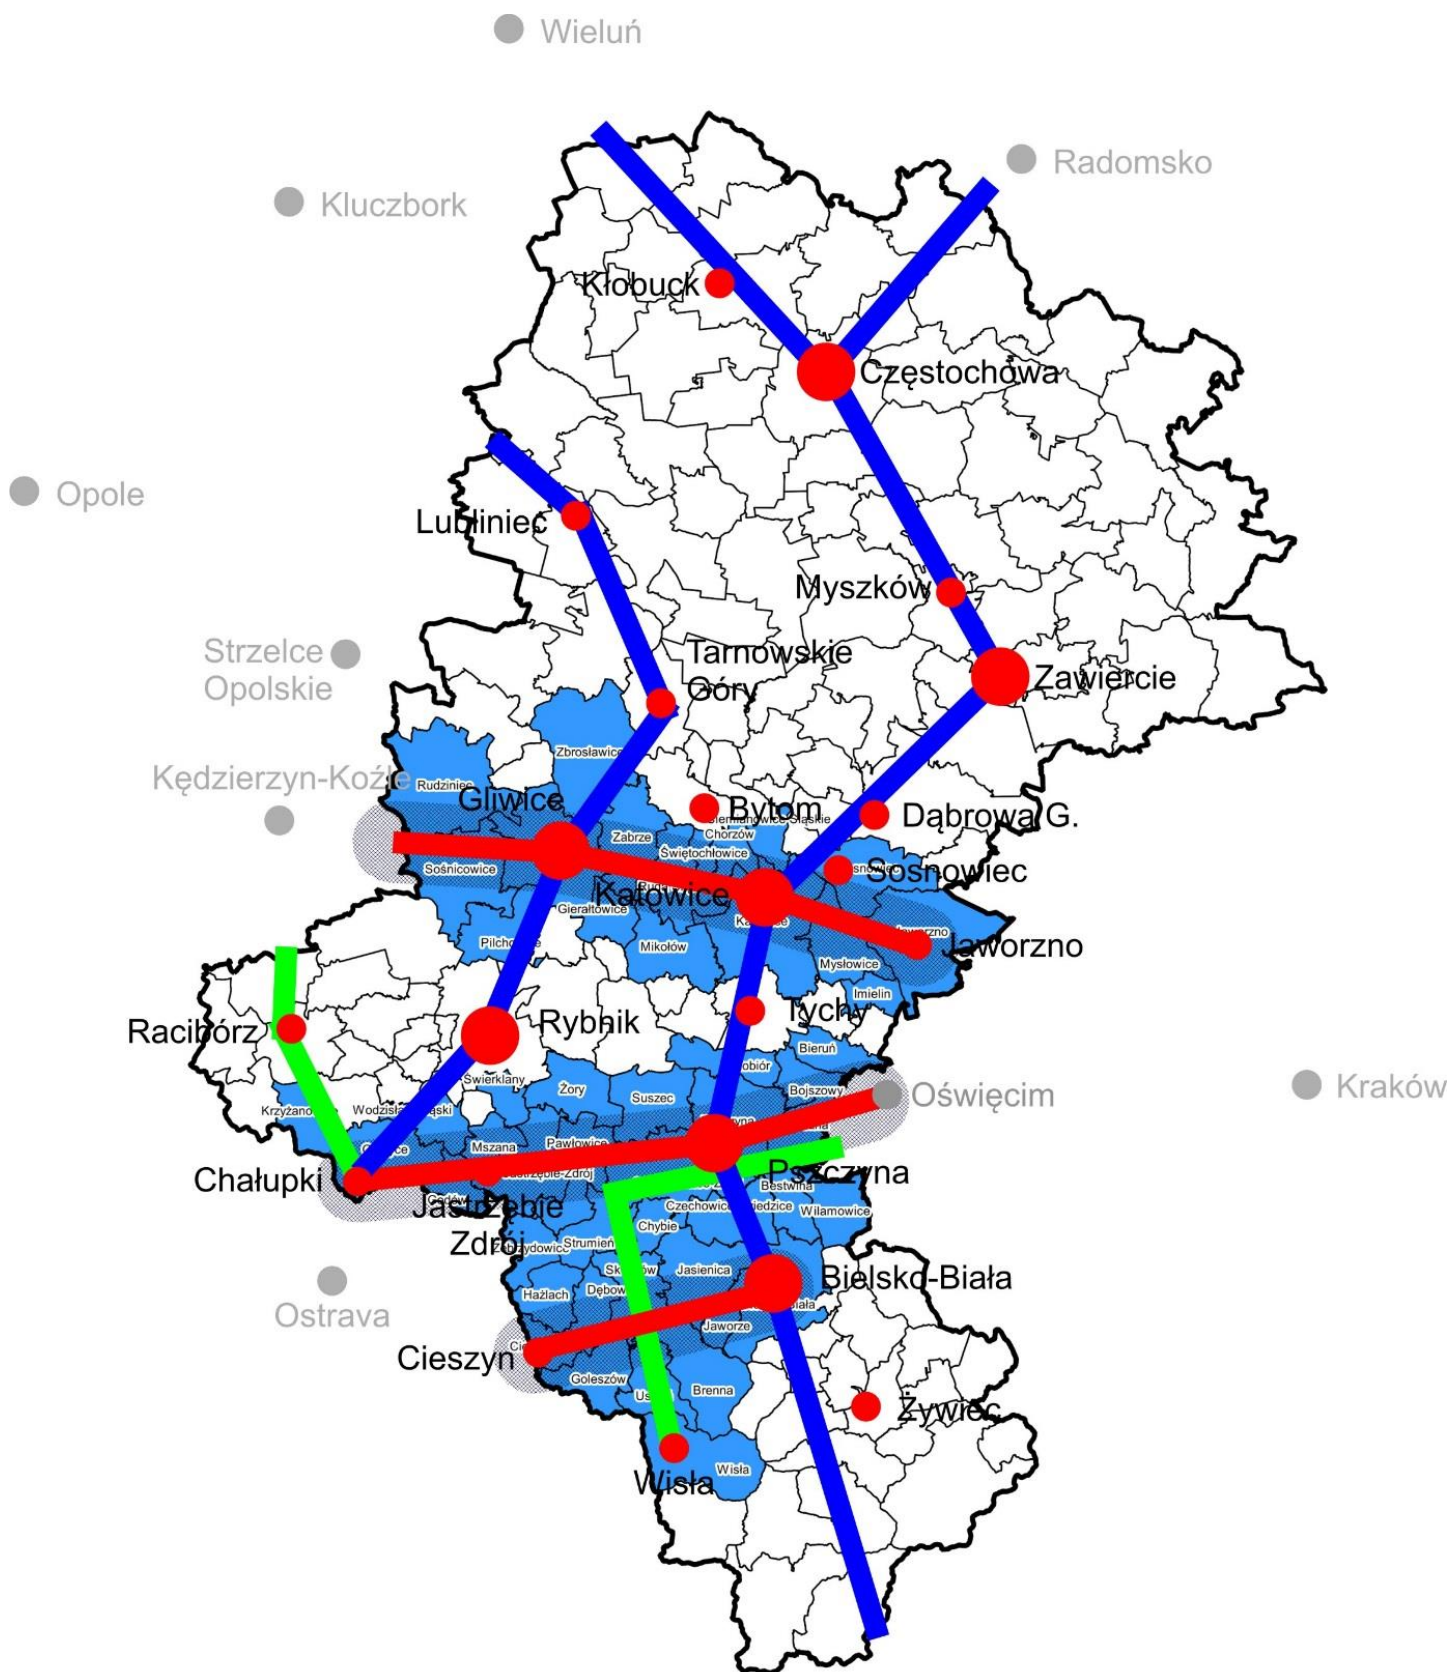 Wieluń
Radomsko
Kluczbork
Kłobuck
Częstochowa
Opole
Lubliniec
Myszków
Strzelce
Opolskie
Tarnowskie
Góry
Zawiercie
Zbrosławice
Kędzierzyn-Koźle
Rudziniec
Gliwice
Bytom
Dąbrowa G.
Chorzów
Zabrze
Świętochłowice
Sośnicowice
Sosnowiec
Katowice
Gierałtowice
Mikołów
Jaworzno
Mysłowice
Imielin
Racibórz
Rybnik
Tychy
Bieruń
Świerklany
Żory
Suszec
Bojszowy
Oświęcim
Kraków
Mszana
Pawłowice
Chałupki
Pszczyna
Jastrzębie
Zdrój
Bestwina
Wilamowice
Chybie
Strumień
Jasienica
Bielsko-Biała
Hażlach
Ostrava
Jaworze
Cieszyn
Goleszów
Brenna
Żywiec
Wisła
Wisła